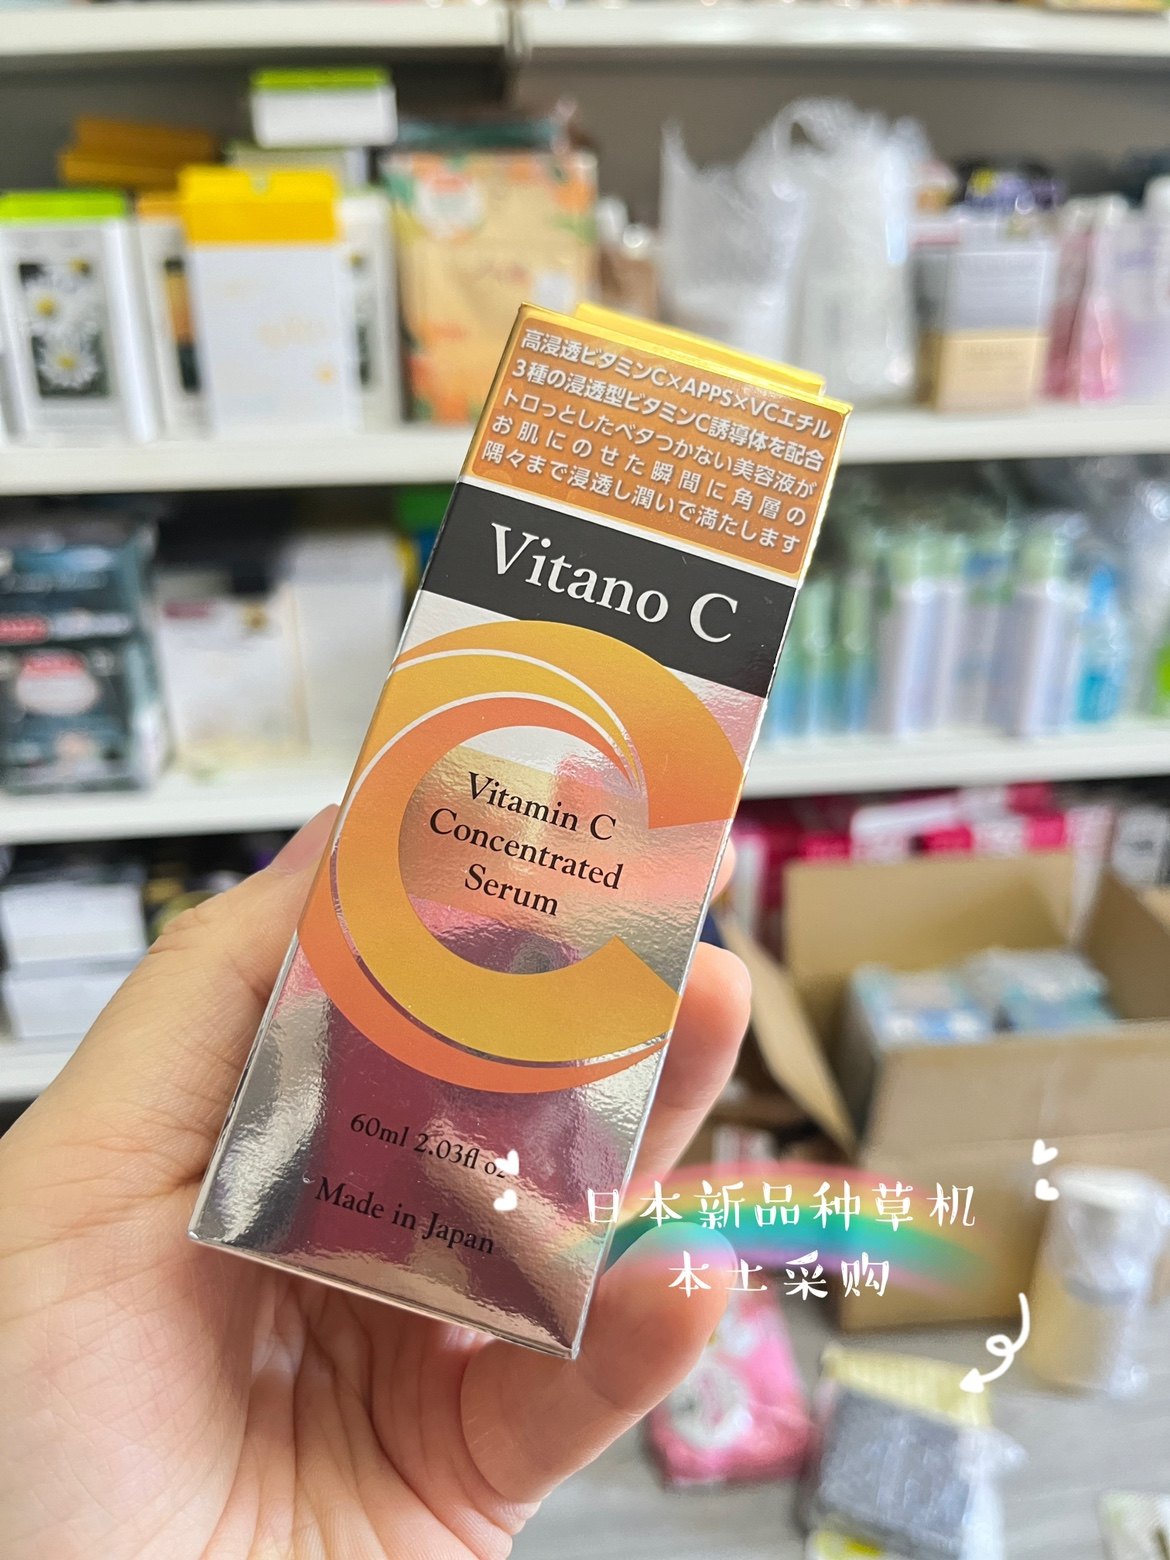 高浸透ビタミンC×APPS×VCエチル
3種の浸透型ビタミンC誘導体を配合
トロっとしたベタつかない美容液が
お肌にのせた瞬間に角層の
隅々まで浸透し潤いで満たします
Vitano C
Vitamin C
Concentrated
Serum
60ml 2.03fl oz
Made in Japan
日本新品种草机
本土采购